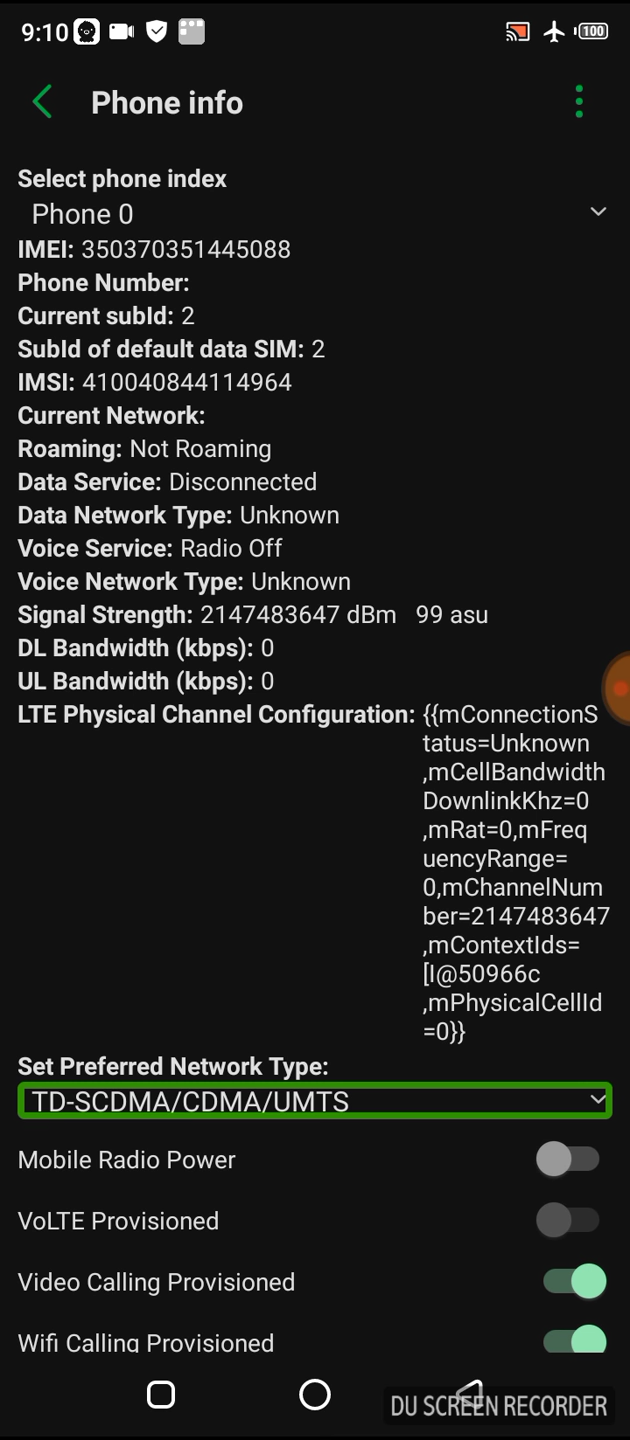 9:10
100
Phone info
Select phone index
Phone 0
IMEI: 350370351445088
Phone Number:
Current subId: 2
SubId of default data SIM: 2
IMSI: 410040844114964
Current Network:
Roaming: Not Roaming
Data Service: Disconnected
Data Network Type: Unknown
Voice Service: Radio Off
Voice Network Type: Unknown
Signal Strength: 2147483647 dBm 99 asu
DL Bandwidth (kbps): 0
UL Bandwidth (kbps): 0
LTE Physical Channel Configuration: {{mConnectionS
tatus=Unknown
,mCellBandwidth
DownlinkKhz=0
,mRat=0,mFreq
uencyRange=
0,mChannelNum
ber=2147483647
,mContextIds=
[I@50966c
,mPhysicalCellId
=0}}
Set Preferred Network Type:
TD-SCDMA/CDMA/UMTS
Mobile Radio Power
VoLTE Provisioned
Video Calling Provisioned
Wifi Calling Provisioned
DU SCREEN RECORDER